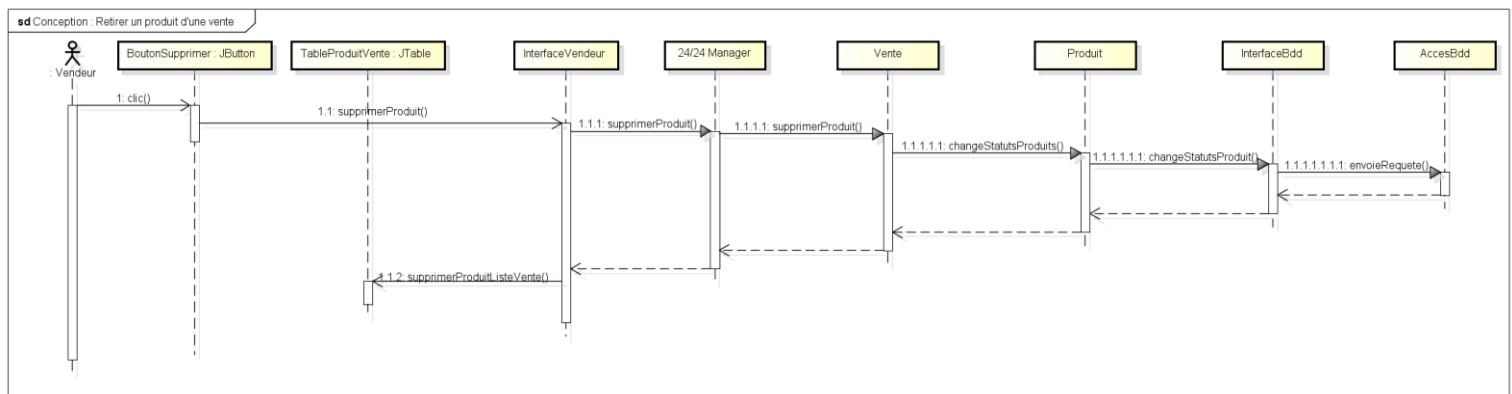 sd Conception : Retirer un produit d'une vente
: Vendeur
BoutonSupprimer : JButton
TableProduitVente : JTable
InterfaceVendeur
24/24 Manager
Vente
Produit
InterfaceBdd
AccesBdd
1: clic()
1.1: supprimerProduit()
1.1.1: supprimerProduit()
1.1.1.1: supprimerProduit()
1.1.1.1.1: changeStatutsProduits()
1.1.1.1.1.1: changeStatutsProduit()
1.1.1.1.1.1.1: envoieRequete()
1.1.2: supprimerProduitListeVente()